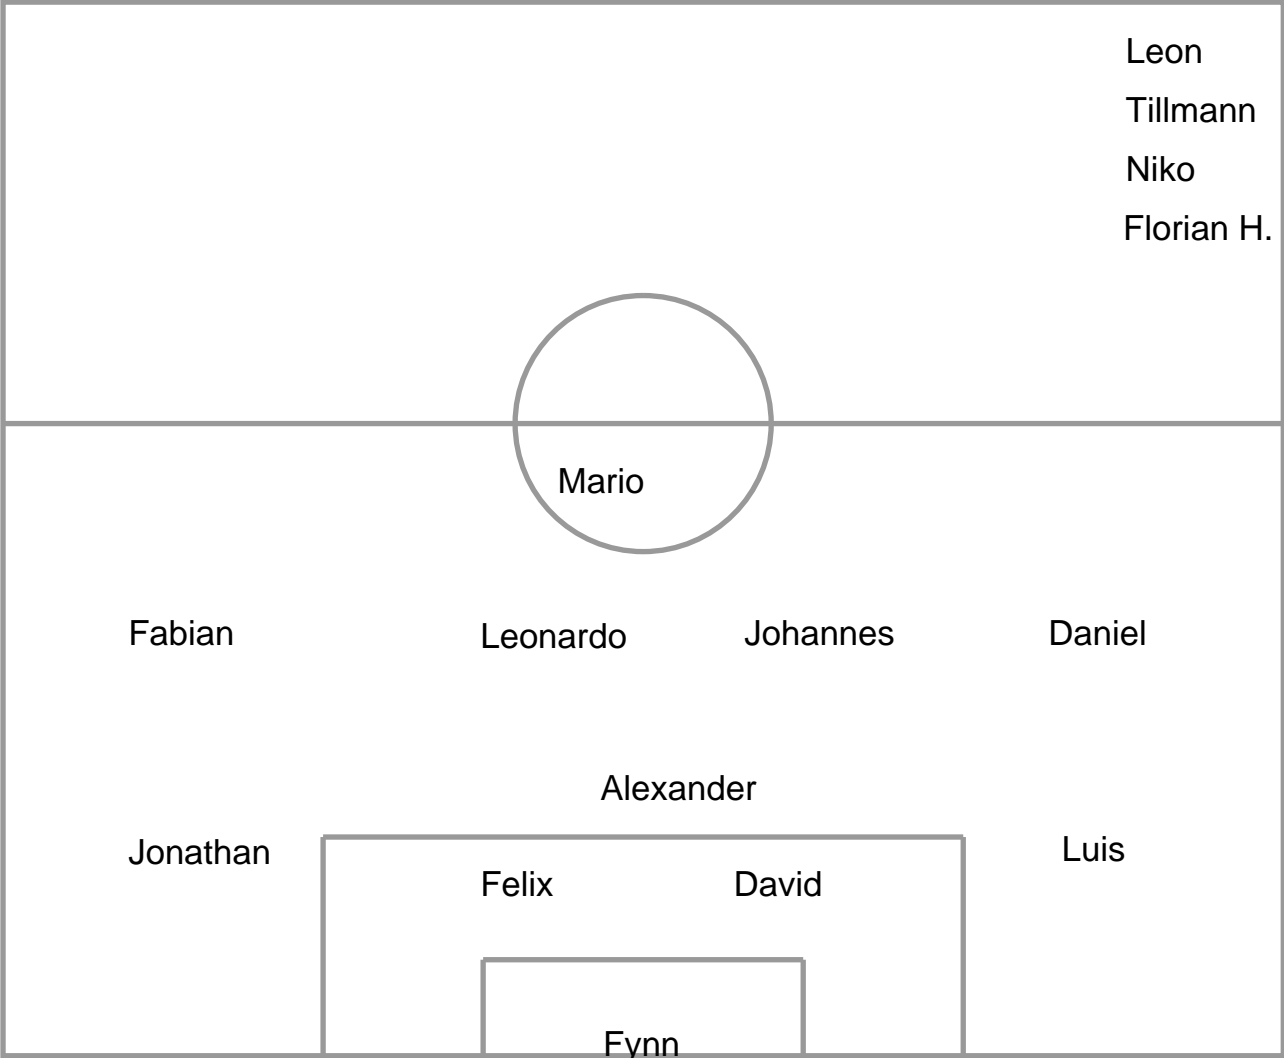 Leon
Tillmann
Niko
Florian H.
Mario
Fabian Leonardo Johannes Daniel
Alexander
Jonathan Luis
Felix David
Fynn